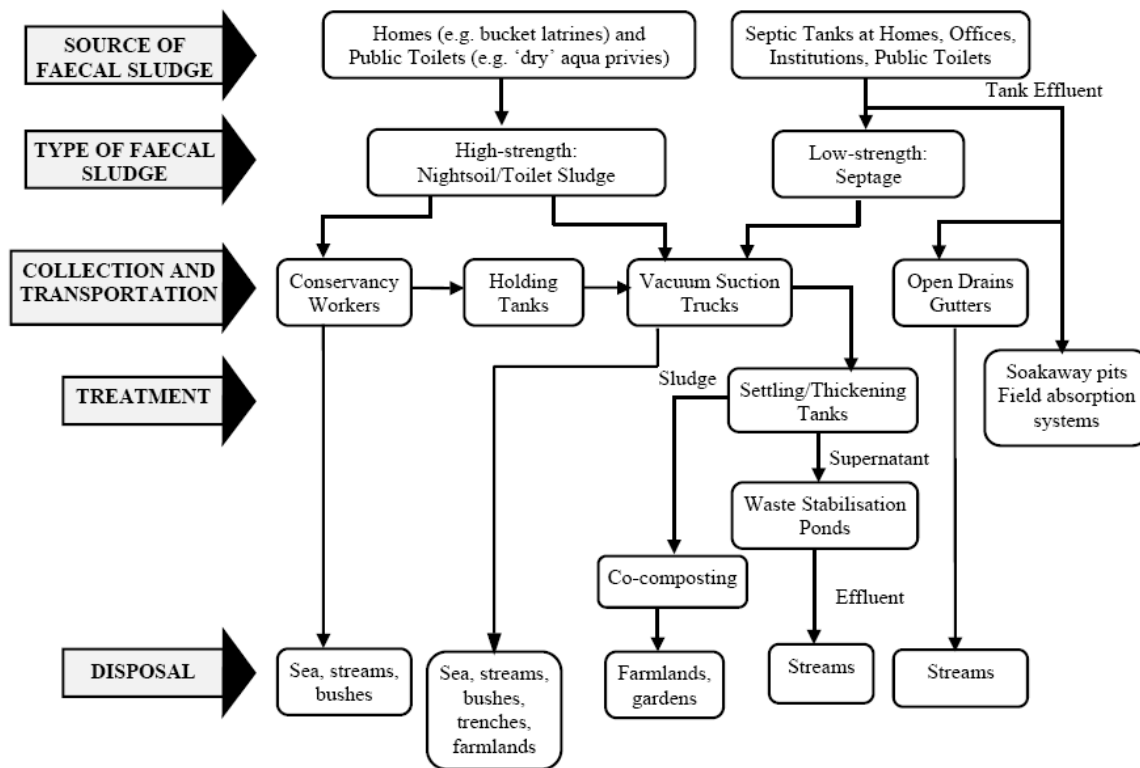 SOURCE OF
FAECAL SLUDGE
Homes (e.g. bucket latrines) and
Public Toilets (e.g. ‘dry’ aqua privies)
Septic Tanks at Homes, Offices,
Institutions, Public Toilets
Tank Effluent
TYPE OF FAECAL
SLUDGE
High-strength:
Nightsoil/Toilet Sludge
Low-strength:
Septage
COLLECTION AND
TRANSPORTATION
Conservancy
Workers
Holding
Tanks
Vacuum Suction
Trucks
Open Drains
Gutters
TREATMENT
Sludge
Settling/Thickening
Tanks
Soakaway pits
Field absorption
systems
Supernatant
Waste Stabilisation
Ponds
Co-composting
Effluent
DISPOSAL
Sea, streams,
bushes
Sea, streams,
bushes,
trenches,
farmlands
Farmlands,
gardens
Streams
Streams